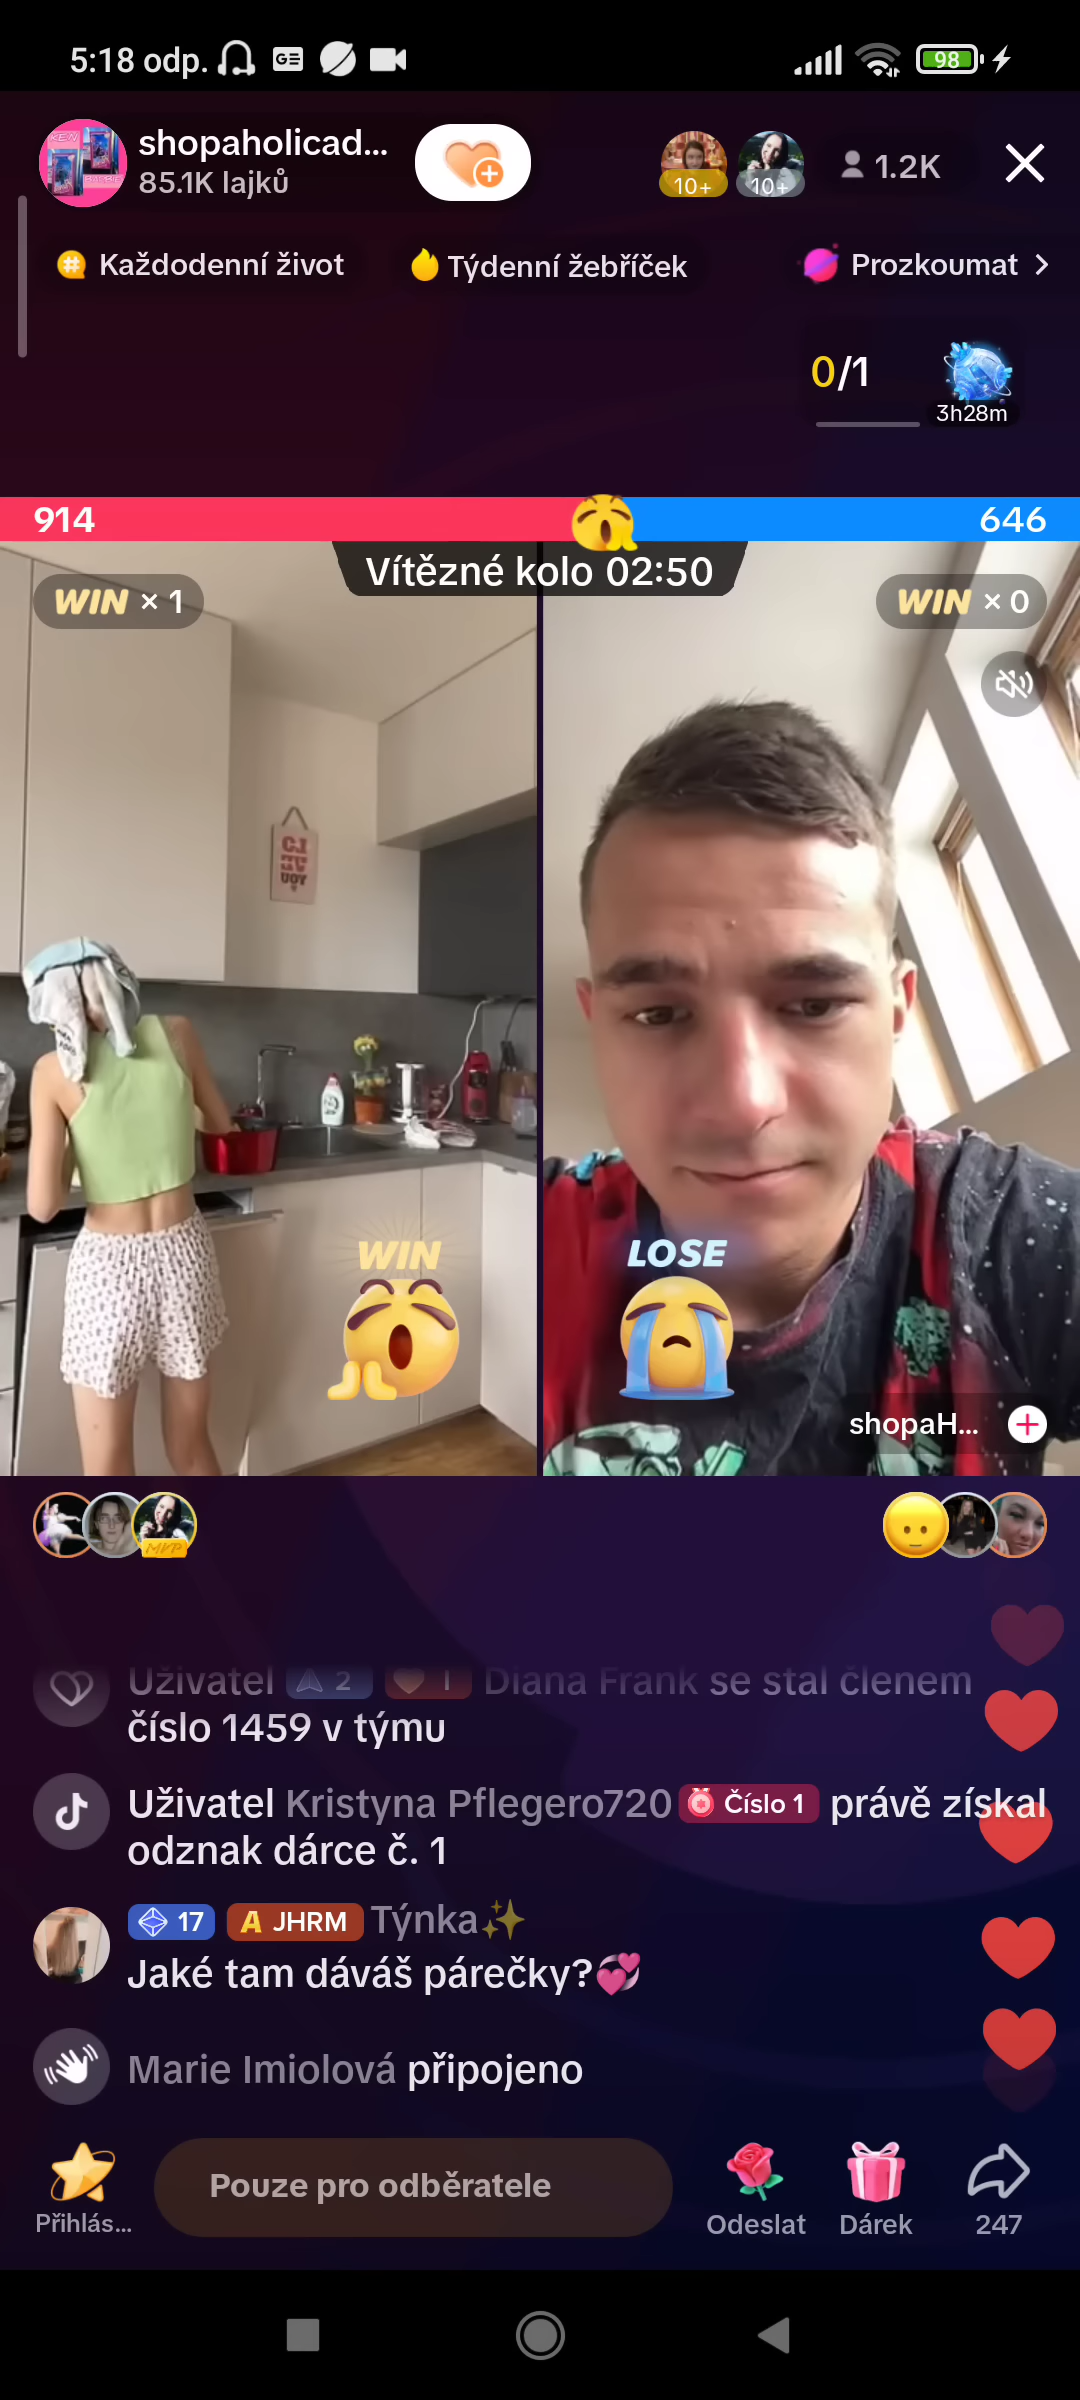 5:18 odp.
98
shopaholicad...
85.1K lajků
10+
10+
1.2K
Každodenní život
Týdenní žebříček
Prozkoumat
0/1
3h28m
914
646
Vítězné kolo 02:50
WIN × 1
WIN × 0
WIN
LOSE
shopaH...
MVP
Uživatel 2 1 Diana Frank se stal členem
číslo 1459 v týmu
Uživatel Kristyna Pflegero720 Číslo 1 právě získal
odznak dárce č. 1
17 A JHRM Týnka✨
Jaké tam dáváš párečky?💞
Marie Imiolová připojeno
Přihlás...
Pouze pro odběratele
Odeslat
Dárek
247